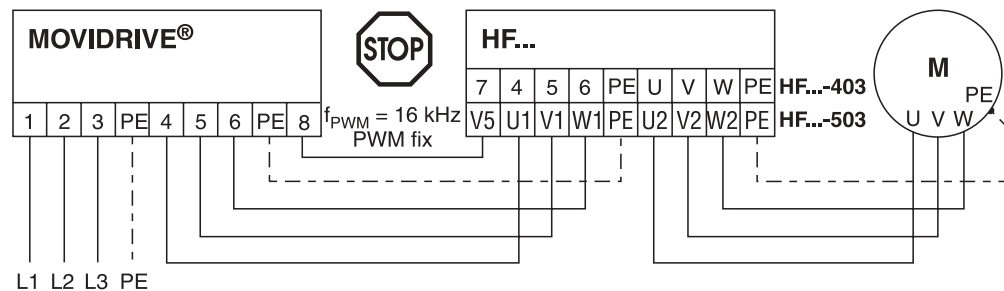 MOVIDRIVE®
STOP
HF...
M
7 4 5 6 PE U V W PE HF...-403
PE
1 2 3 PE 4 5 6 PE 8
fPWM = 16 kHz
PWM fix
V5 U1 V1 W1 PE U2 V2 W2 PE HF...-503
U V W
L1 L2 L3 PE